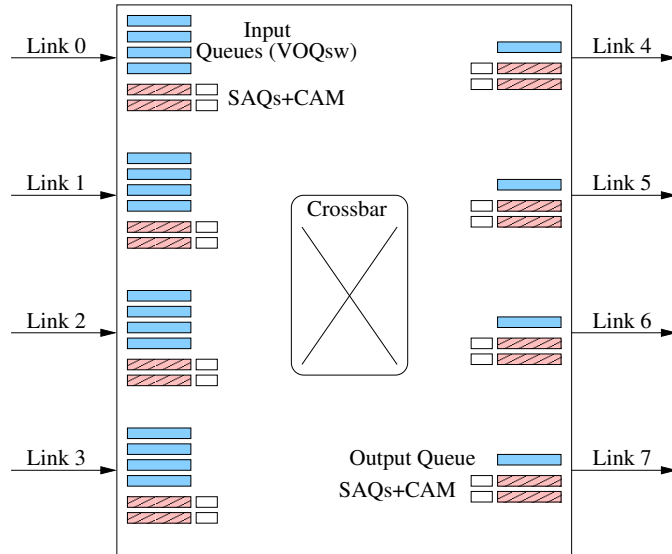 Link 0
Input
Queues (VOQsw)
SAQs+CAM
Link 4
Link 1
Link 5
Crossbar
Link 2
Link 6
Link 3
Output Queue
SAQs+CAM
Link 7